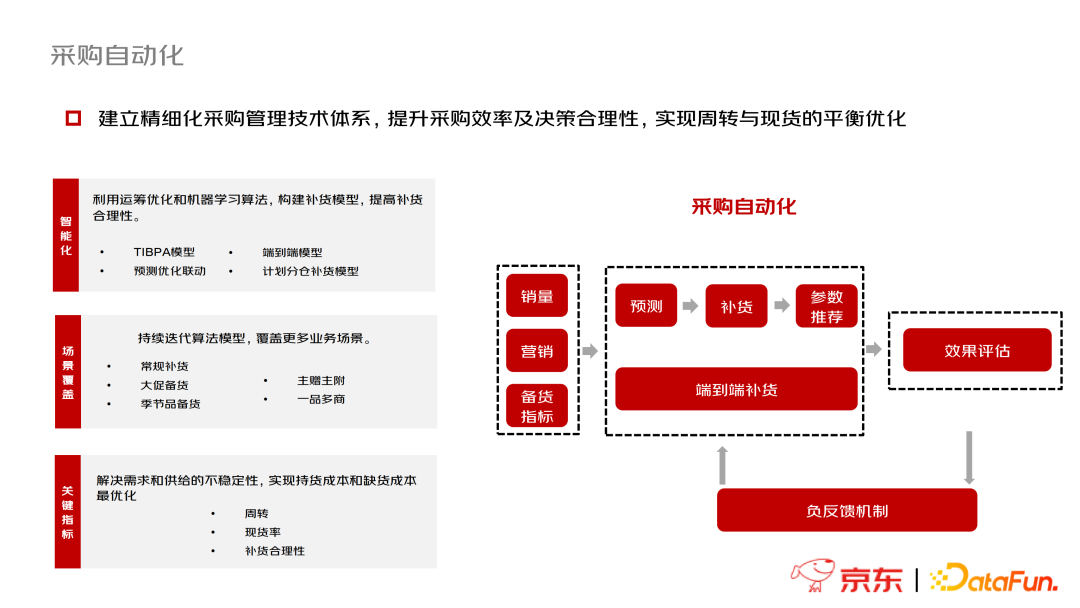 采购自动化
建立精细化采购管理技术体系，提升采购效率及决策合理性，实现周转与现货的平衡优化
智
能
化
利用运筹优化和机器学习算法，构建补货模型，提高补货
合理性。
• TIBPA模型 • 端到端模型
• 预测优化联动 • 计划分仓补货模型
场
景
覆
盖
持续迭代算法模型，覆盖更多业务场景。
• 常规补货
• 大促备货
• 季节品备货
• 主赠主附
• 一品多商
关
键
指
标
解决需求和供给的不稳定性，实现持货成本和缺货成本
最优化
• 周转
• 现货率
• 补货合理性
采购自动化
销量
营销
备货
指标
预测
补货
参数
推荐
端到端补货
效果评估
负反馈机制
京东 | DataFun.